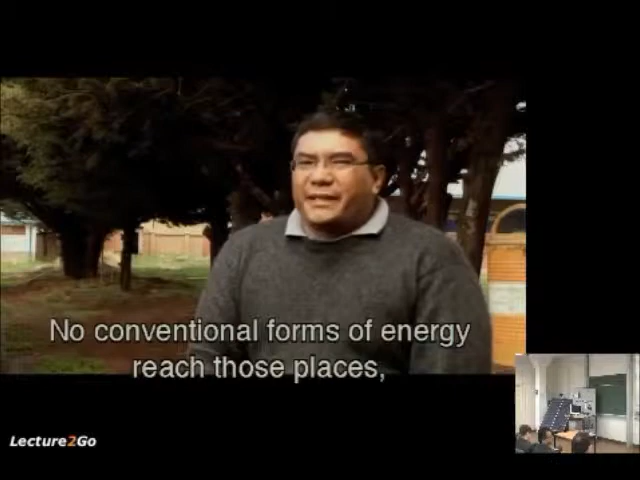 No conventional forms of energy
reach those places,
Lecture2Go